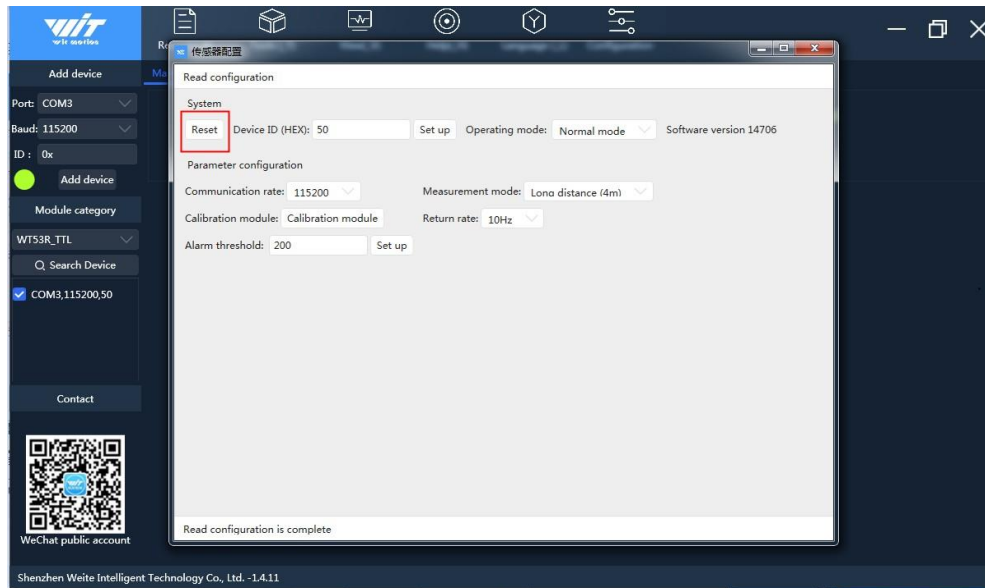 WIT
wit motion
传感器配置
Add device
Read configuration
Port: COM3
System
Baud: 115200
Reset Device ID (HEX): 50 Set up Operating mode: Normal mode Software version 14706
ID : 0x
Add device
Parameter configuration
Communication rate: 115200 Measurement mode: Long distance (4m)
Module category
Calibration module: Calibration module Return rate: 10Hz
WT53R_TTL
Alarm threshold: 200 Set up
Search Device
COM3,115200,50
Contact
WeChat public account
Read configuration is complete
Shenzhen Weite Intelligent Technology Co., Ltd. -1.4.11